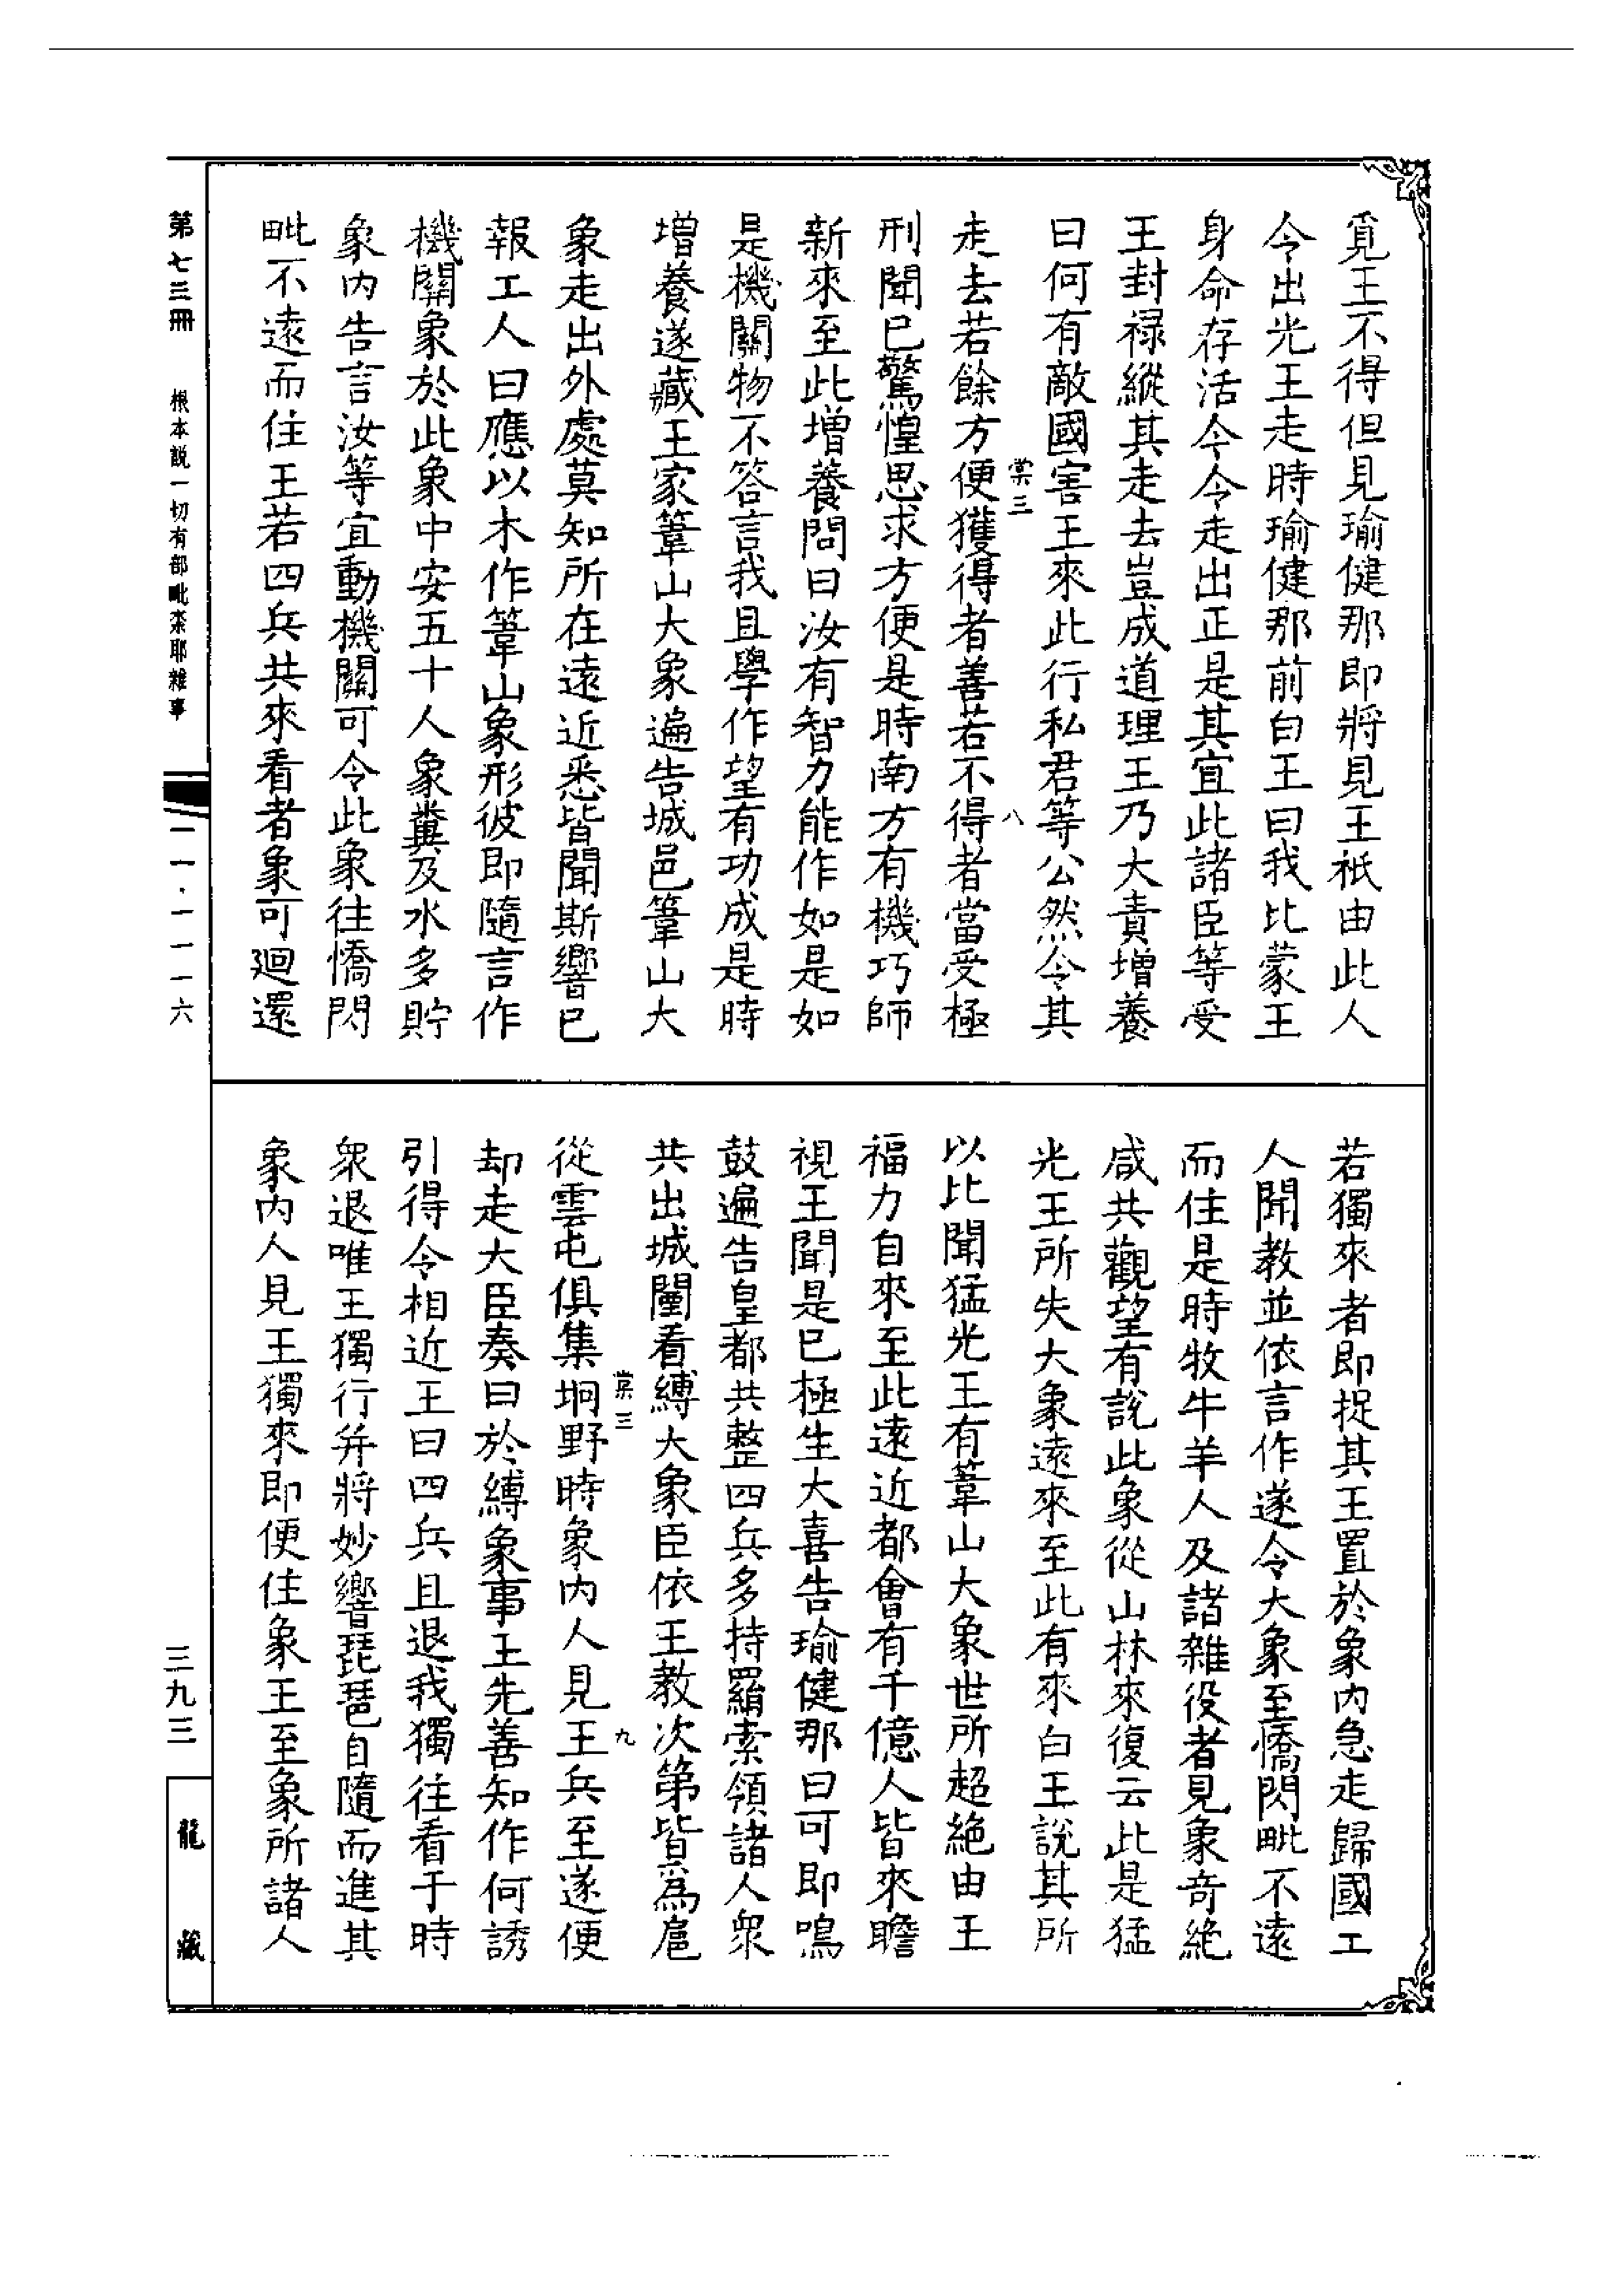 覓王不得但見瑜健那即將見王祇由此人
令出光王走時瑜健那前白王曰我比蒙王
身命存活今令走出正是其宜此諸臣等受
王封祿縱其走去豈成道理王乃大責增養
曰何有敵國害王來此行私君等公然令其
棠三
八
走去若餘方便獲得者善若不得者當受極
刑聞已驚惶思求方便是時南方有機巧師
新來至此增養問曰汝有智力能作如是如
是機關物不答言我且學作望有功成是時
增養遂藏王家葦山大象遍告城邑葦山大
象走出外處莫知所在遠近悉皆聞斯響已
報工人曰應以木作葦山象形彼即隨言作
機關象於此象中安五十人象糞及水多貯
象內告言汝等宜動機關可令此象往憍閃
毗不遠而住王若四兵共來看者象可迴還
若獨來者即捉其王置於象內急走歸國工
人聞教並依言作遂令大象至憍閃毗不遠
而住是時牧牛羊人及諸雜役者見象奇絕
咸共觀望有說此象從山林來復云此是猛
光王所失大象遠來至此有來白王說其所
以比聞猛光王有葦山大象世所超絕由王
福力自來至此遠近都會有千億人皆來瞻
視王聞是已極生大喜告瑜健那曰可即鳴
鼓遍告皇都共整四兵多持羅索領諸人眾
共出城闉看縛大象臣依王教次第皆爲扈
棠三
九
從雲屯俱集坰野時象內人見王兵至遂便
却走大臣奏曰於縛象事王先善知作何誘
引得令相近王曰四兵且退我獨往看于時
眾退唯王獨行并將妙響琵琶自隨而進其
象內人見王獨來即便住象王至象所諸人
第七三冊
根本說一切有部毗奈耶雜事
一一·一一一六
三九三
龍藏